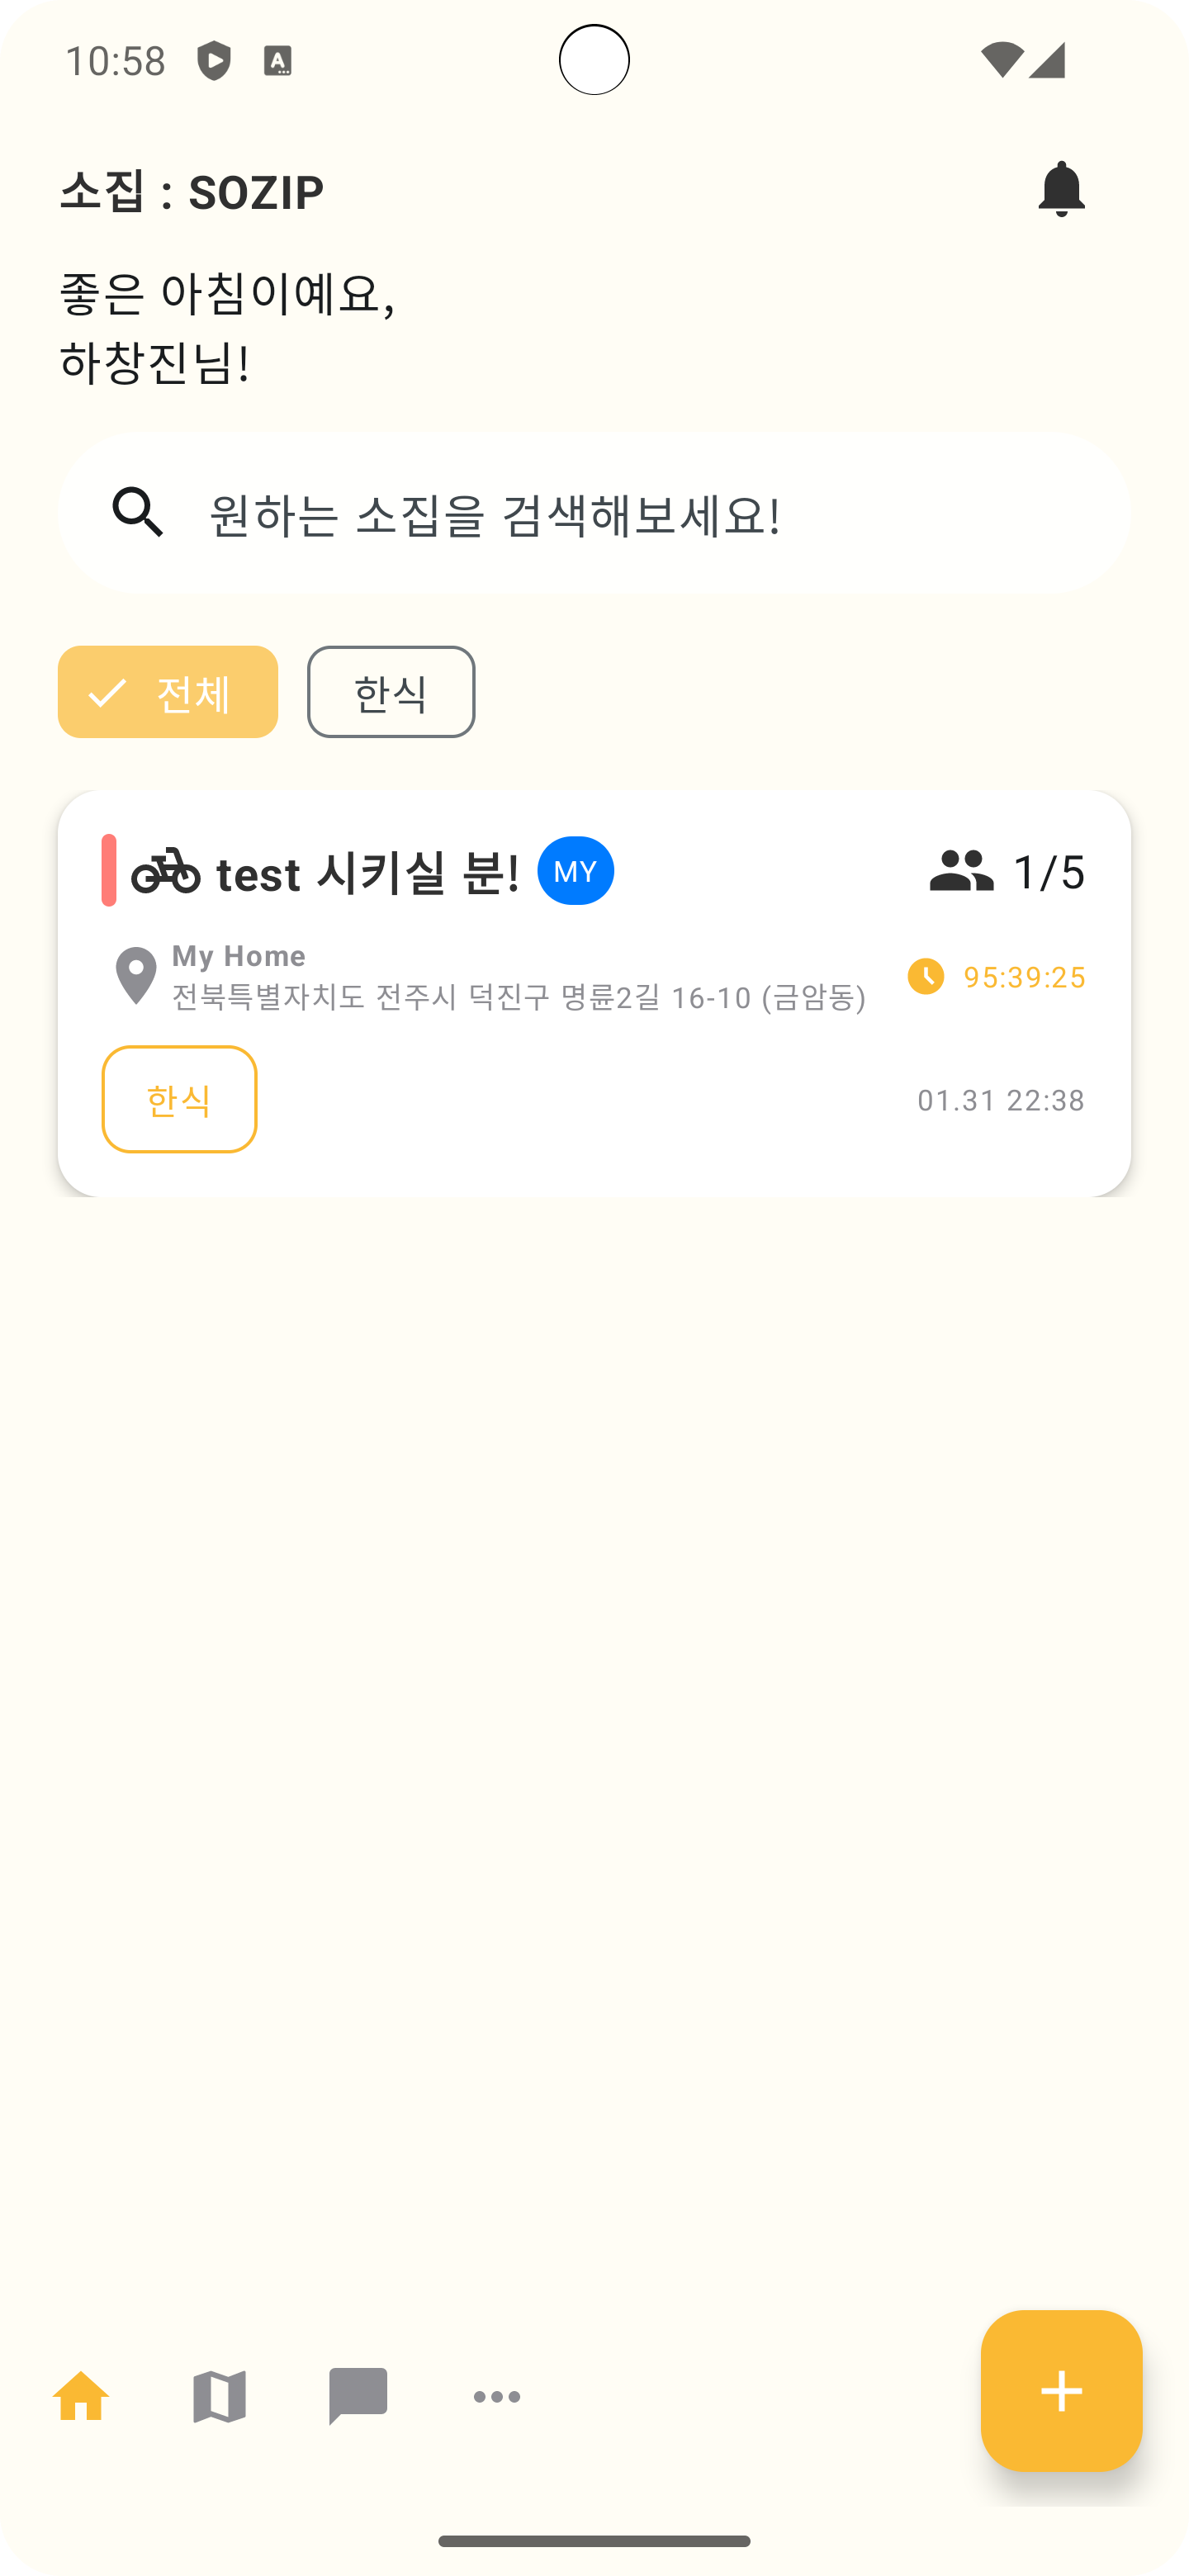 10:58
소집 : SOZIP
좋은 아침이예요,
하창진님!
원하는 소집을 검색해보세요!
전체
한식
test 시키실 분!
MY
1/5
My Home
전북특별자치도 전주시 덕진구 명륜2길 16-10 (금암동)
95:39:25
한식
01.31 22:38